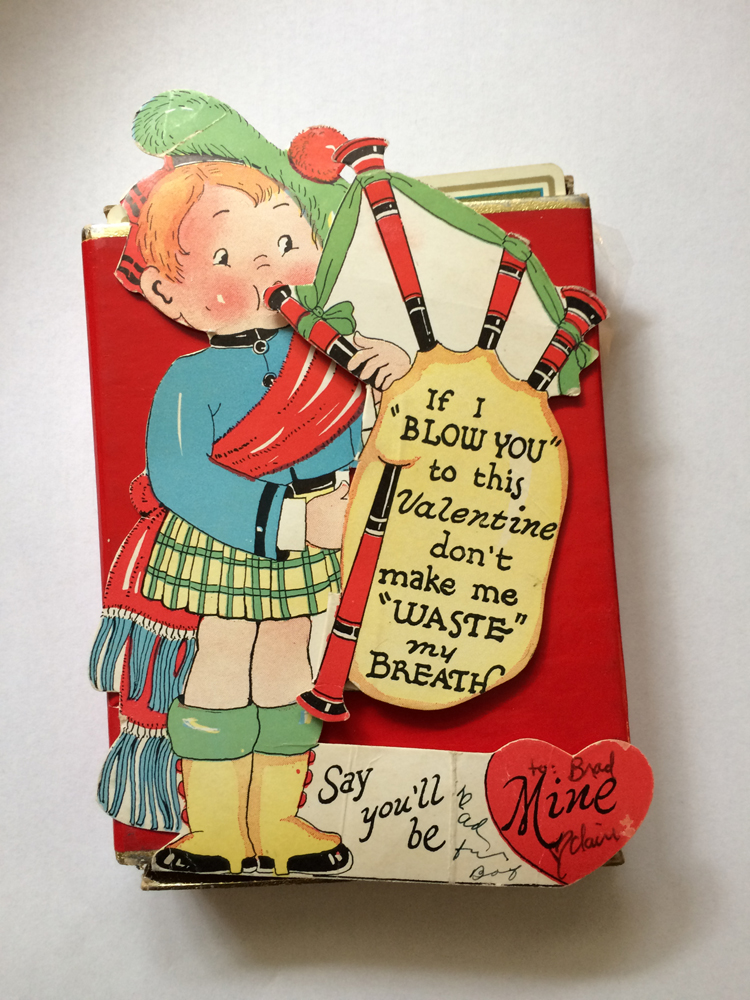 If I
"BLOW YOU"
to this
Valentine
don't
make me
"WASTE"
my
BREATH
Say
you'll
be
to: Brad
Mine